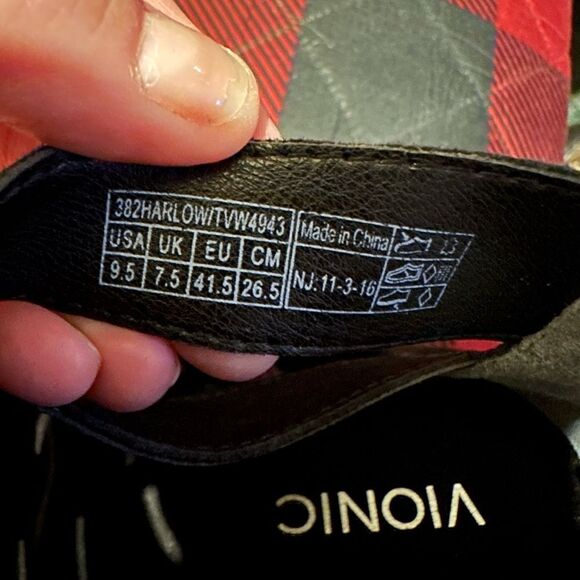 382HARLOW/TVW4943
USA UK EU CM
9.5 7.5 41.5 26.5
Made in China
NJ. 11-3-16
VIONIC